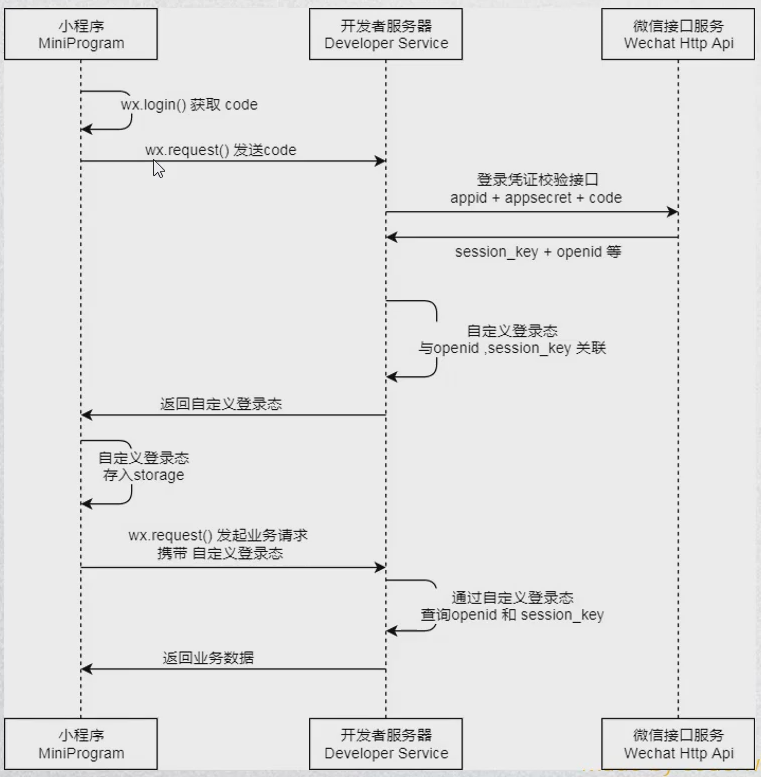 小程序
MiniProgram
开发者服务器
Developer Service
微信接口服务
Wechat Http Api
wx.login() 获取 code
wx.request() 发送code
登录凭证校验接口
appid + appsecret + code
session_key + openid 等
自定义登录态
与openid ,session_key 关联
返回自定义登录态
自定义登录态
存入storage
wx.request() 发起业务请求
携带 自定义登录态
通过自定义登录态
查询openid 和 session_key
返回业务数据
小程序
MiniProgram
开发者服务器
Developer Service
微信接口服务
Wechat Http Api